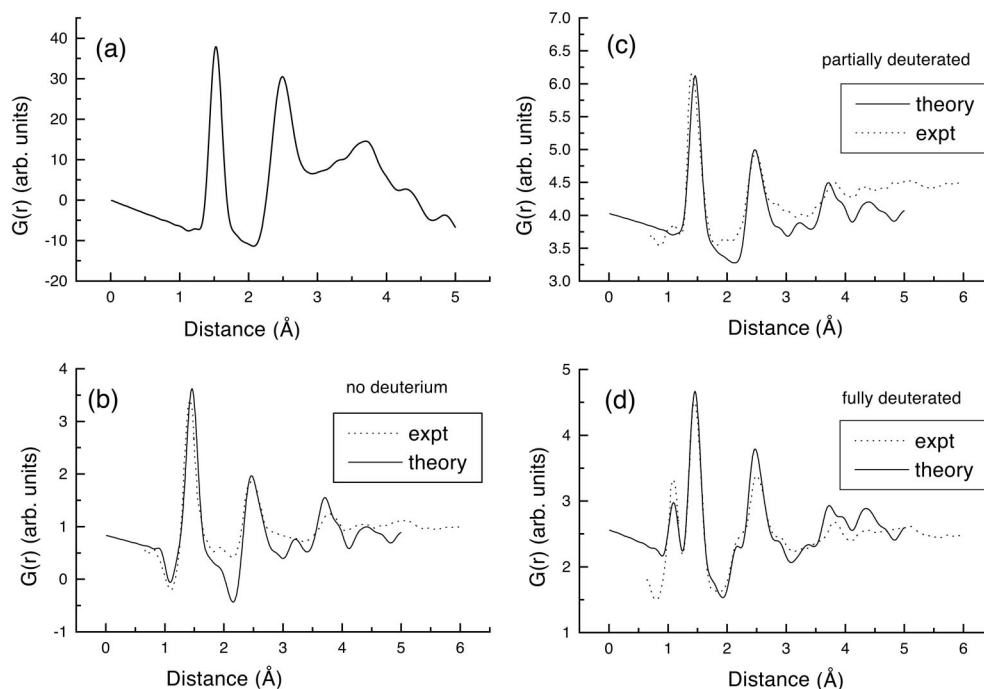 (a)
G(r) (arb. units)
40
30
20
10
0
-10
-20
0 1 2 3 4 5
Distance (Å)
(c)
partially deuterated
theory
expt
G(r) (arb. units)
7.0
6.5
6.0
5.5
5.0
4.5
4.0
3.5
3.0
0 1 2 3 4 5 6
Distance (Å)
(b)
no deuterium
expt
theory
G(r) (arb. units)
4
3
2
1
0
-1
0 1 2 3 4 5 6
Distance (Å)
(d)
fully deuterated
expt
theory
G(r) (arb. units)
5
4
3
2
1
0 1 2 3 4 5 6
Distance (Å)